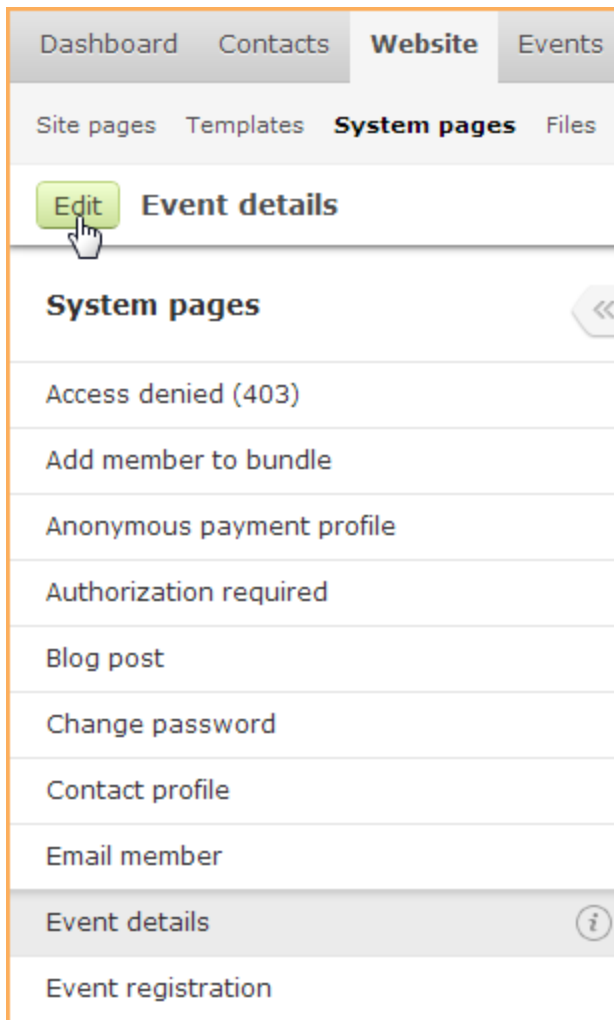 Dashboard Contacts Website Events
Site pages Templates System pages Files
Edit Event details
System pages
Access denied (403)
Add member to bundle
Anonymous payment profile
Authorization required
Blog post
Change password
Contact profile
Email member
Event details
Event registration